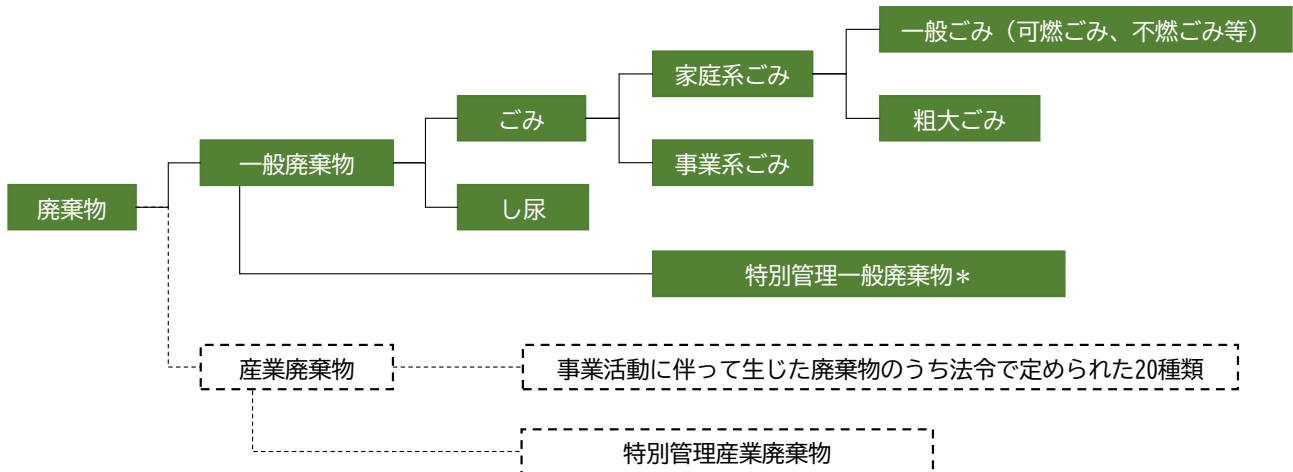 一般ごみ（可燃ごみ、不燃ごみ等）
家庭系ごみ
ごみ
粗大ごみ
一般廃棄物
事業系ごみ
廃棄物
し尿
特別管理一般廃棄物＊
産業廃棄物
事業活動に伴って生じた廃棄物のうち法令で定められた20種類
特別管理産業廃棄物